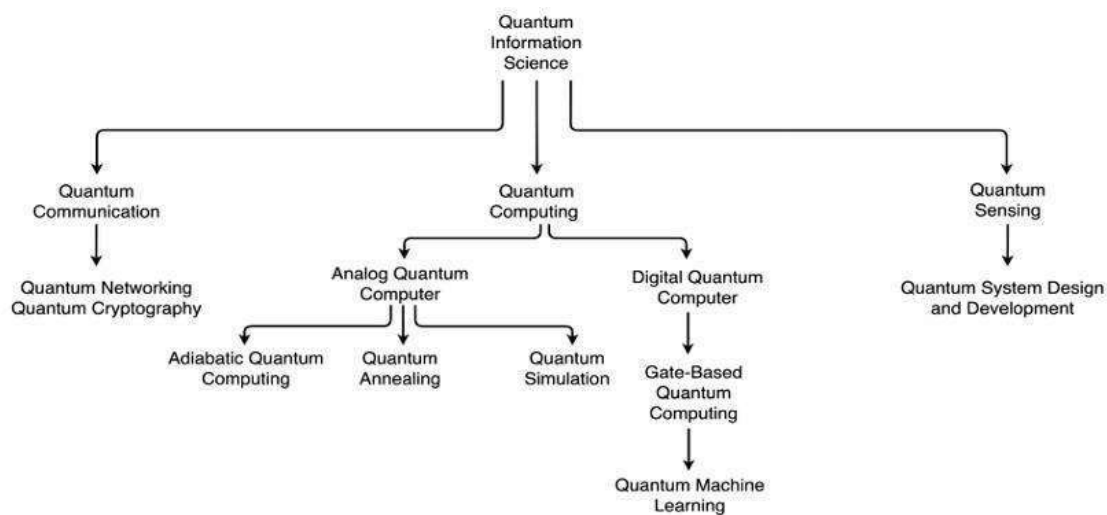 Quantum
Information
Science
Quantum
Communication
Quantum
Computing
Quantum
Sensing
Quantum Networking
Quantum Cryptography
Analog Quantum
Computer
Digital Quantum
Computer
Quantum System Design
and Development
Adiabatic Quantum
Computing
Quantum
Annealing
Quantum
Simulation
Gate-Based
Quantum
Computing
Quantum Machine
Learning